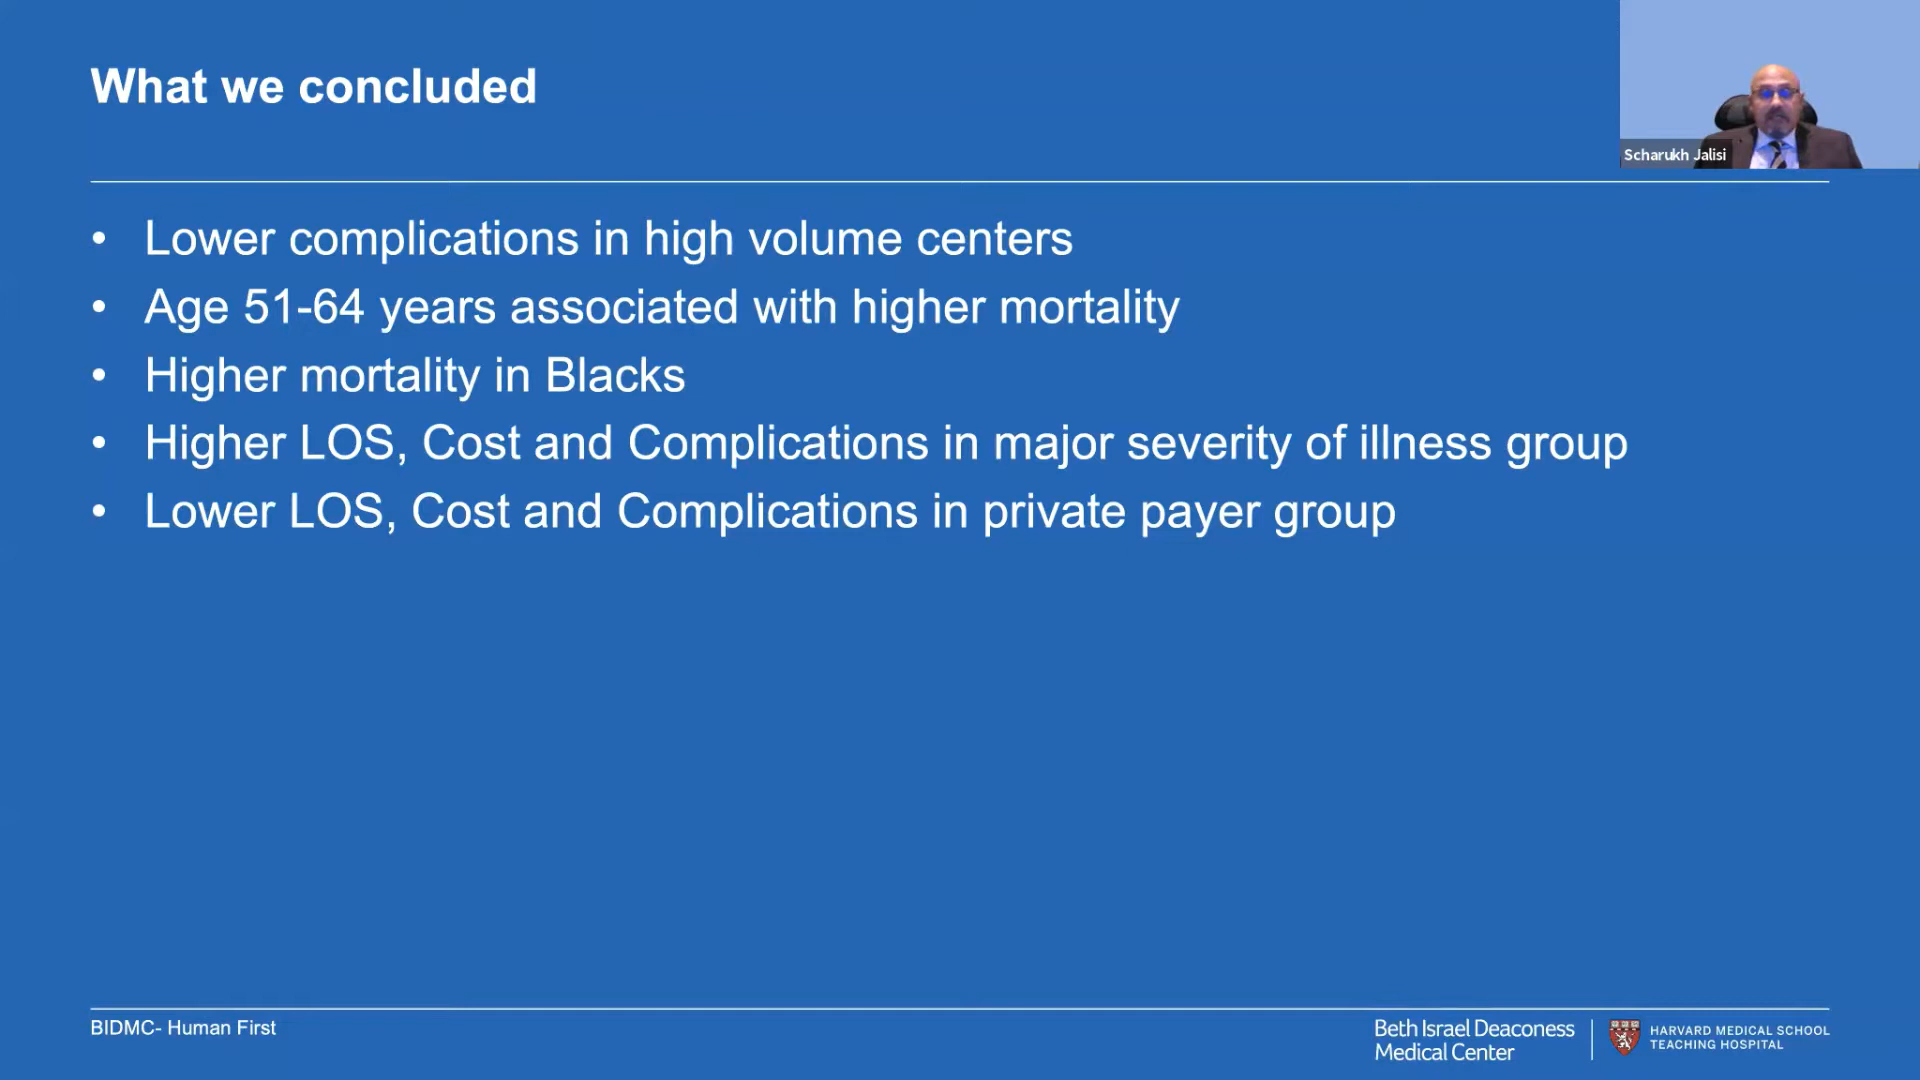 What we concluded
Scharukh Jalisi
• Lower complications in high volume centers
• Age 51-64 years associated with higher mortality
• Higher mortality in Blacks
• Higher LOS, Cost and Complications in major severity of illness group
• Lower LOS, Cost and Complications in private payer group
BIDMC- Human First
Beth Israel Deaconess
Medical Center
HARVARD MEDICAL SCHOOL
TEACHING HOSPITAL